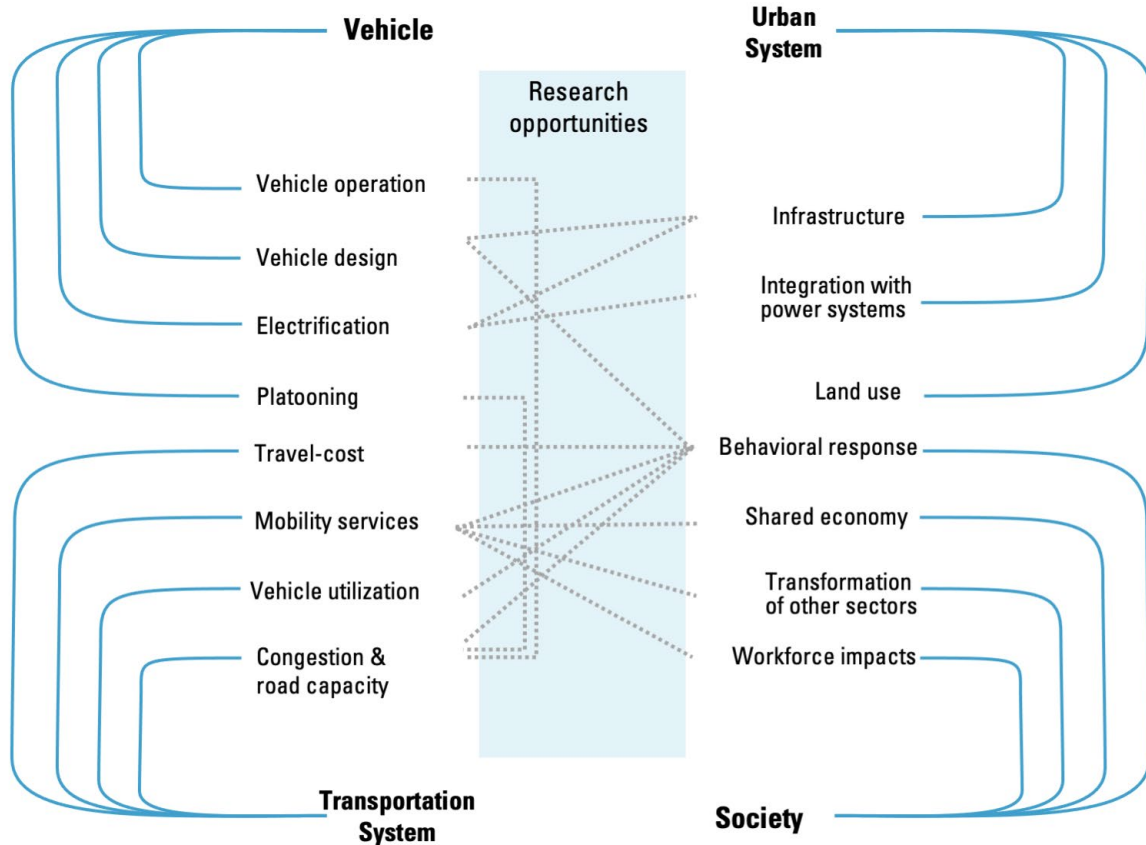 Vehicle
Urban
System
Research
opportunities
Vehicle operation
Vehicle design
Electrification
Platooning
Travel-cost
Mobility services
Vehicle utilization
Congestion &
road capacity
Infrastructure
Integration with
power systems
Land use
Behavioral response
Shared economy
Transformation
of other sectors
Workforce impacts
Transportation
System
Society